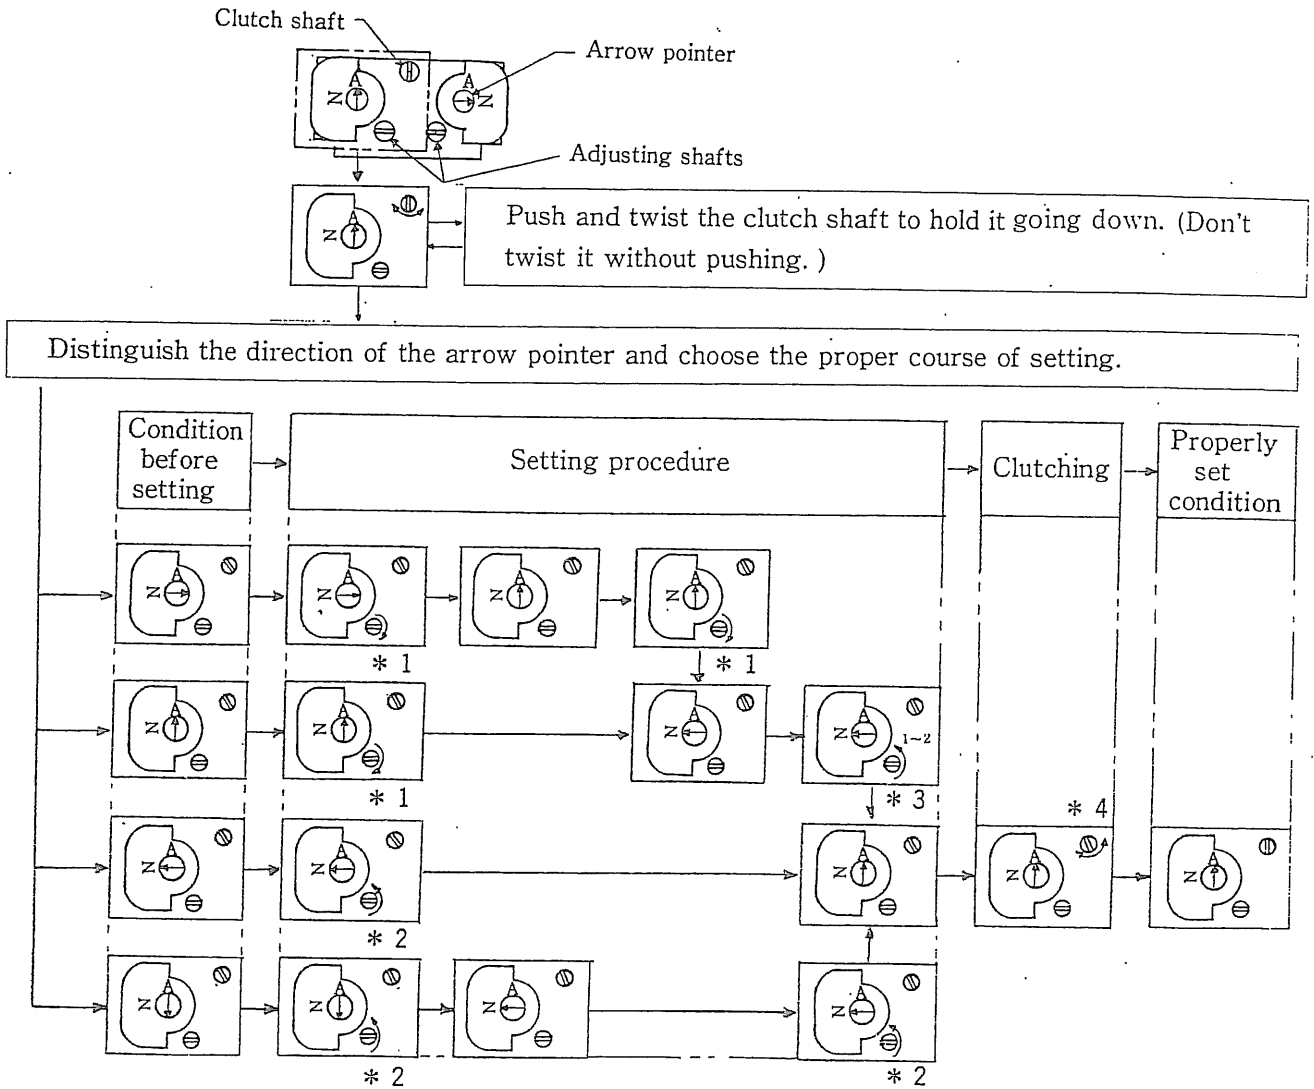 Clutch shaft
Arrow pointer
A
N
A
N
Adjusting shafts
A
N
Push and twist the clutch shaft to hold it going down. (Don't
twist it without pushing. )
Distinguish the direction of the arrow pointer and choose the proper course of setting.
Condition
before
setting
Setting procedure
Clutching
Properly
set
condition
A
N
A
N
A
N
A
N
* 1
* 1
A
N
A
N
A
N
A
N
1~2
* 1
* 3
* 4
A
N
A
N
A
N
A
N
A
N
* 2
A
N
A
N
A
N
A
N
* 2
* 2